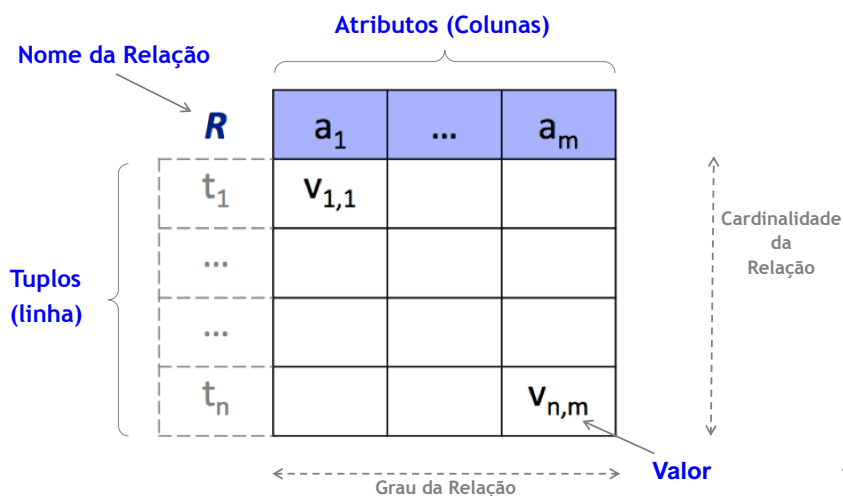 Atributos (Colunas)
Nome da Relação
R a1 ... am
t1 v1,1
...
Tuplos
(linha)
...
tn vn,m
Cardinalidade
da
Relação
Valor
Grau da Relação